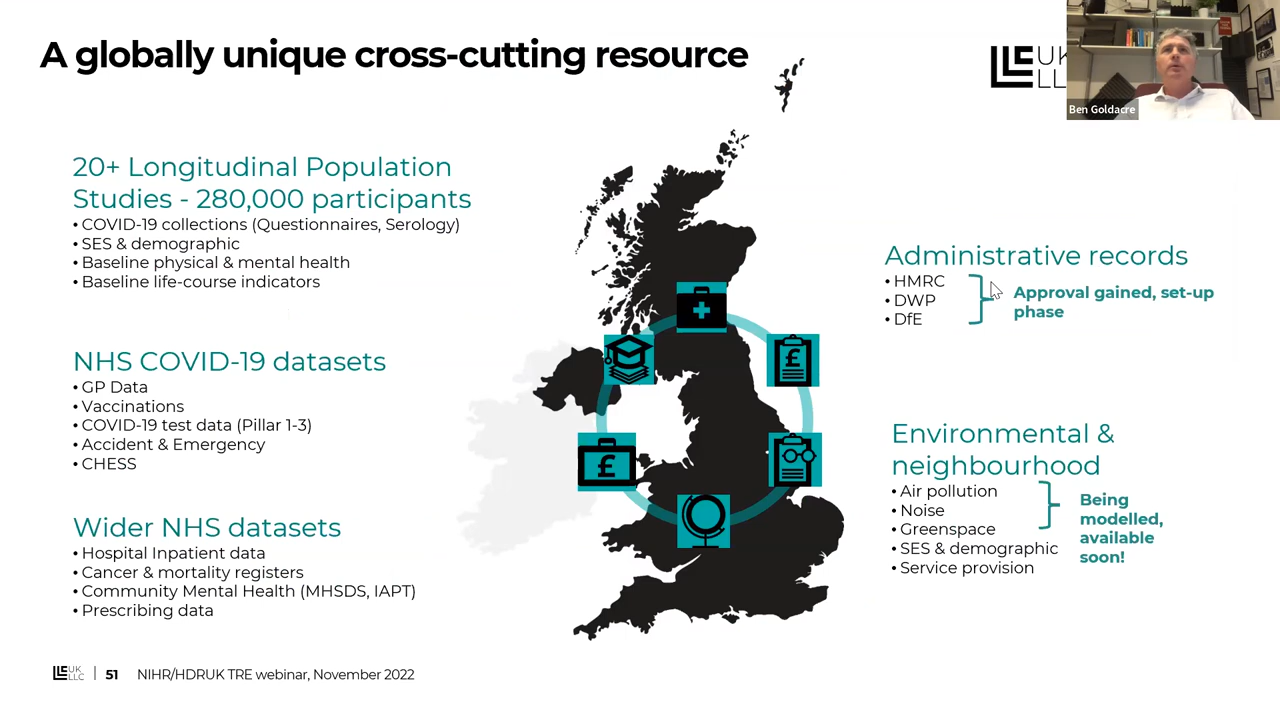 A globally unique cross-cutting resource
UK
LLC
Ben Goldacre
20+ Longitudinal Population
Studies - 280,000 participants
• COVID-19 collections (Questionnaires, Serology)
• SES & demographic
• Baseline physical & mental health
• Baseline life-course indicators
NHS COVID-19 datasets
• GP Data
• Vaccinations
• COVID-19 test data (Pillar 1-3)
• Accident & Emergency
• CHESS
Wider NHS datasets
• Hospital Inpatient data
• Cancer & mortality registers
• Community Mental Health (MHSDS, IAPT)
• Prescribing data
£
£
Administrative records
• HMRC
• DWP
• DfE
Approval gained, set-up
phase
Environmental &
neighbourhood
• Air pollution
• Noise
• Greenspace
• SES & demographic
• Service provision
Being
modelled,
available
soon!
UK
LLC
51
NIHR/HDRUK TRE webinar, November 2022